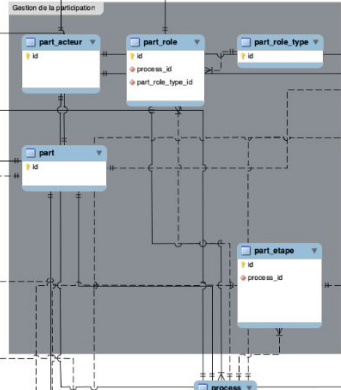 Gestion de la participation
part_acteur
id
part_role
id
process_id
part_role_type_id
part_role_type
id
part
id
part_etape
id
process_id
process